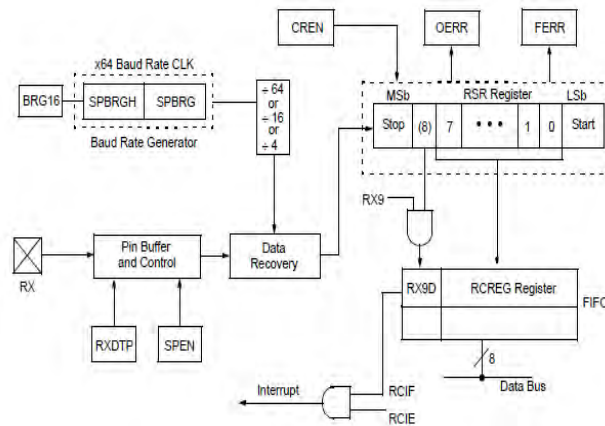 CREN
OERR
FERR
x64 Baud Rate CLK
BRG16
SPBRGH
SPBRG
Baud Rate Generator
÷ 64
or
÷ 16
or
÷ 4
MSb
RSR Register
LSb
Stop
(8)
7
• • •
1
0
Start
RX9
RX
Pin Buffer
and Control
Data
Recovery
RX9D
RCREG Register
FIFO
RXDTP
SPEN
8
Data Bus
Interrupt
RCIF
RCIE